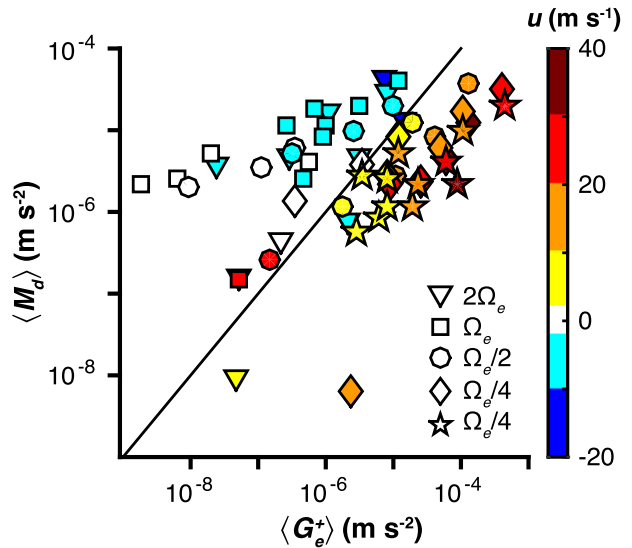 u (m s⁻¹)
10⁻⁴
40
10⁻⁶
20
⟨M_d⟩ (m s⁻²)
2Ω_e
Ω_e
0
10⁻⁸
Ω_e/2
Ω_e/4
Ω_e/4
-20
10⁻⁸ 10⁻⁶ 10⁻⁴
⟨G_e⁺⟩ (m s⁻²)